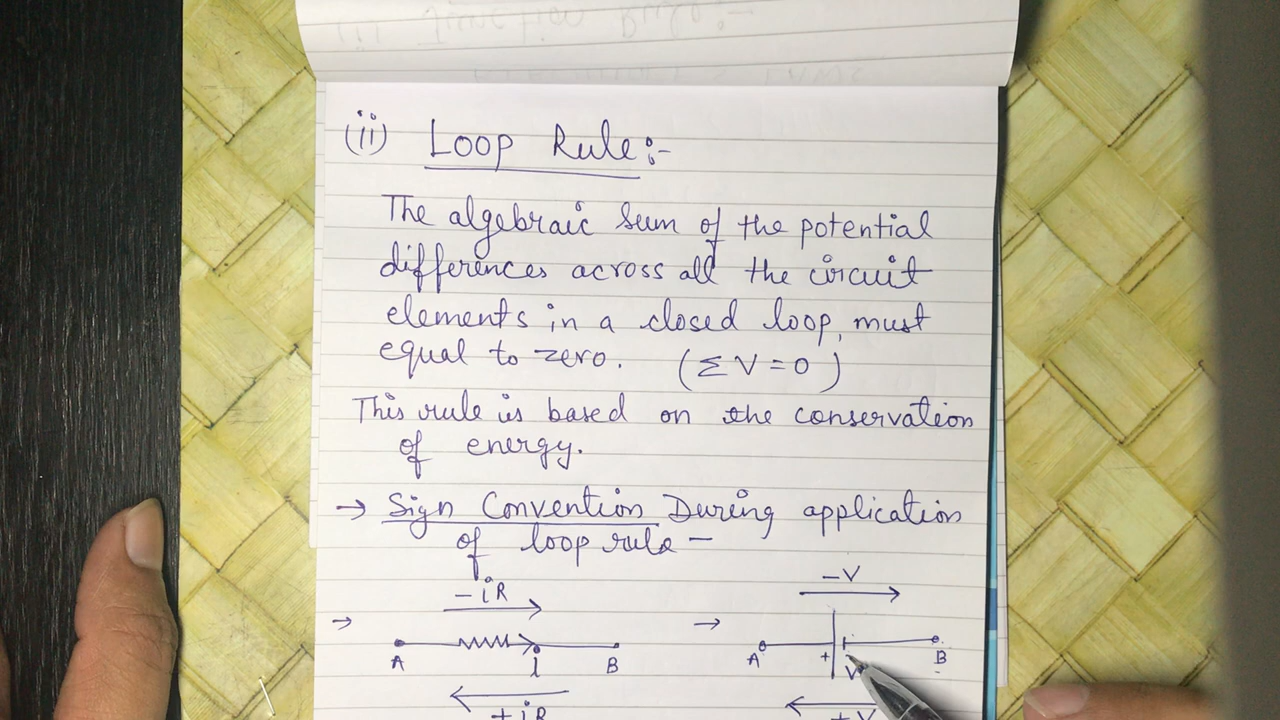 (ii) Loop Rule:-
The algebraic sum of the potential
differences across all the circuit
elements in a closed loop, must
equal to zero. (ΣV=0)
This rule is based on the conservation
of energy.
→ Sign Convention During application
of loop rule —
-iR
-V
→ A i B
→ A + V B
+iR
+V